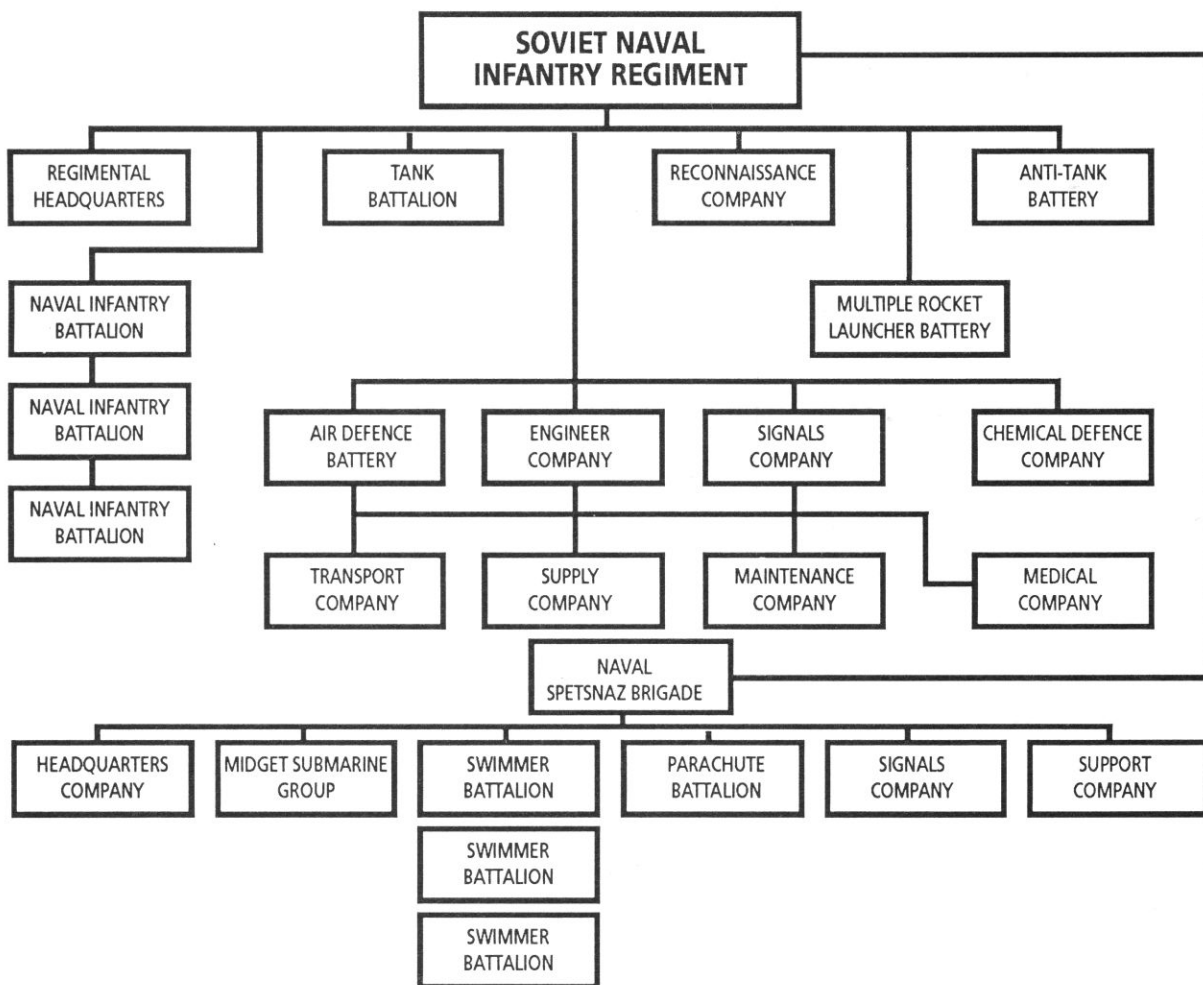 SOVIET NAVAL
INFANTRY REGIMENT
REGIMENTAL
HEADQUARTERS
TANK
BATTALION
RECONNAISSANCE
COMPANY
ANTI-TANK
BATTERY
NAVAL INFANTRY
BATTALION
MULTIPLE ROCKET
LAUNCHER BATTERY
NAVAL INFANTRY
BATTALION
AIR DEFENCE
BATTERY
ENGINEER
COMPANY
SIGNALS
COMPANY
CHEMICAL DEFENCE
COMPANY
NAVAL INFANTRY
BATTALION
TRANSPORT
COMPANY
SUPPLY
COMPANY
MAINTENANCE
COMPANY
MEDICAL
COMPANY
NAVAL
SPETSNAZ BRIGADE
HEADQUARTERS
COMPANY
MIDGET SUBMARINE
GROUP
SWIMMER
BATTALION
PARACHUTE
BATTALION
SIGNALS
COMPANY
SUPPORT
COMPANY
SWIMMER
BATTALION
SWIMMER
BATTALION